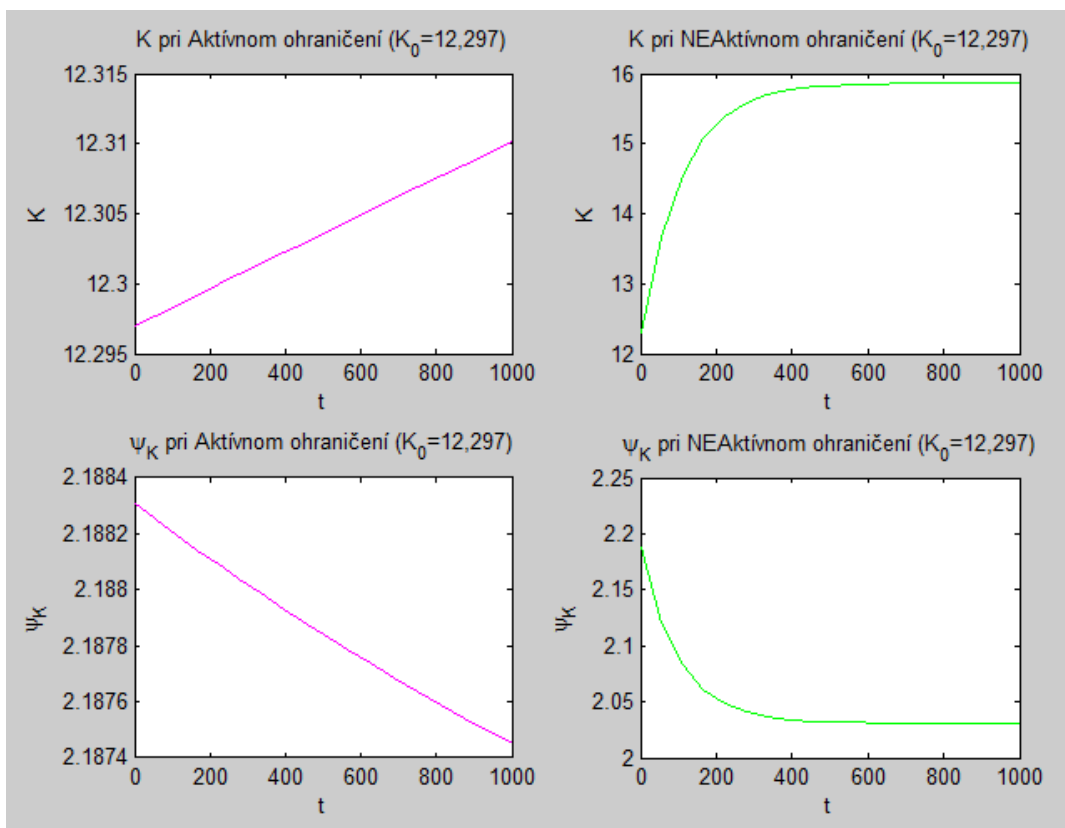 K pri Aktívnom ohraničení (K₀=12,297)
12.315
12.31
12.305
12.3
12.295
K
0 200 400 600 800 1000
t
K pri NEAktívnom ohraničení (K₀=12,297)
16
15
14
13
12
K
0 200 400 600 800 1000
t
ψ_K pri Aktívnom ohraničení (K₀=12,297)
2.1884
2.1882
2.188
2.1878
2.1876
2.1874
ψ_K
0 200 400 600 800 1000
t
ψ_K pri NEAktívnom ohraničení (K₀=12,297)
2.25
2.2
2.15
2.1
2.05
2
ψ_K
0 200 400 600 800 1000
t